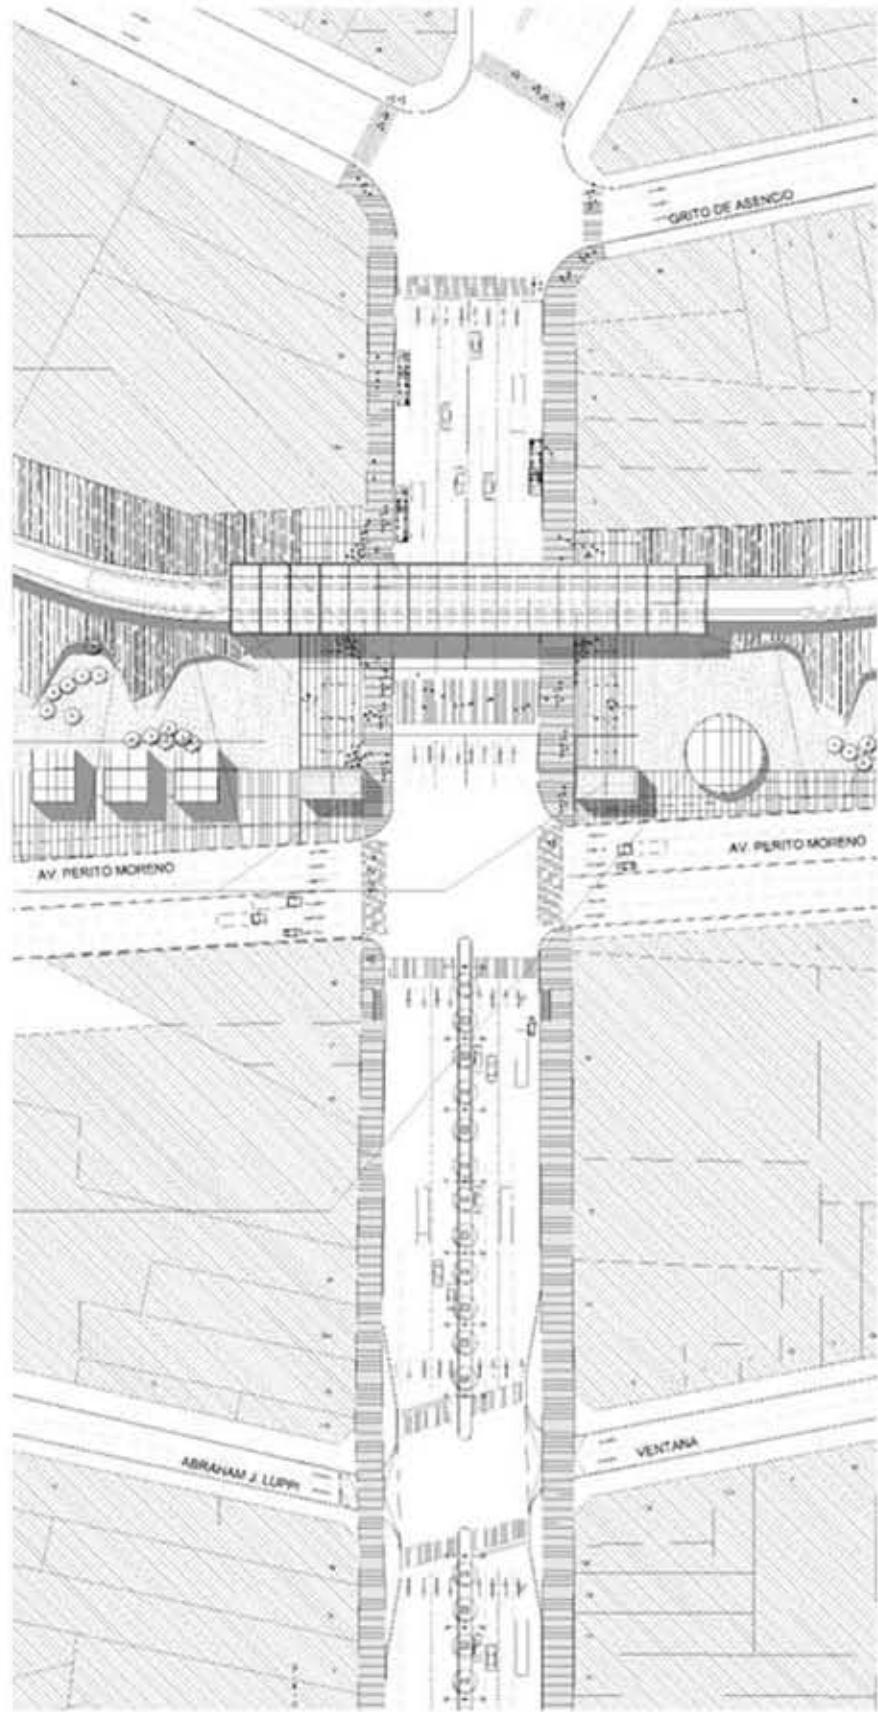 GRITO DE ASENCIO
AV. PERITO MORENO
AV. PERITO MORENO
ABRAHAM J. LUPPI
VENTANA